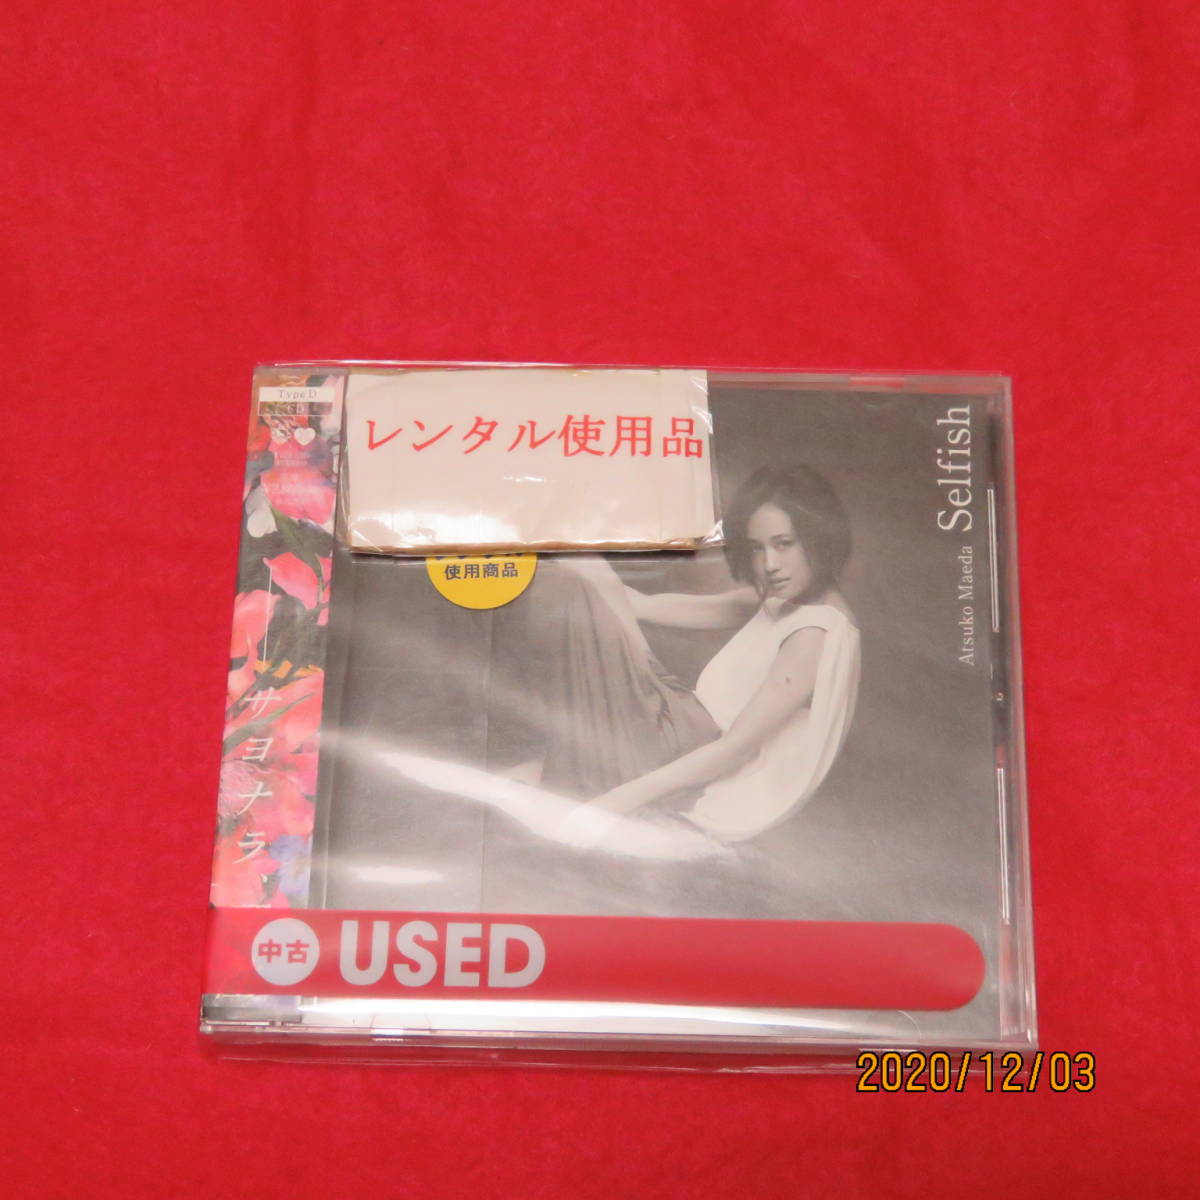 Type D
CD
レンタル使用品
使用商品
Selfish
Atsuko Maeda
サヨナラ、
中古
USED
2020/12/03